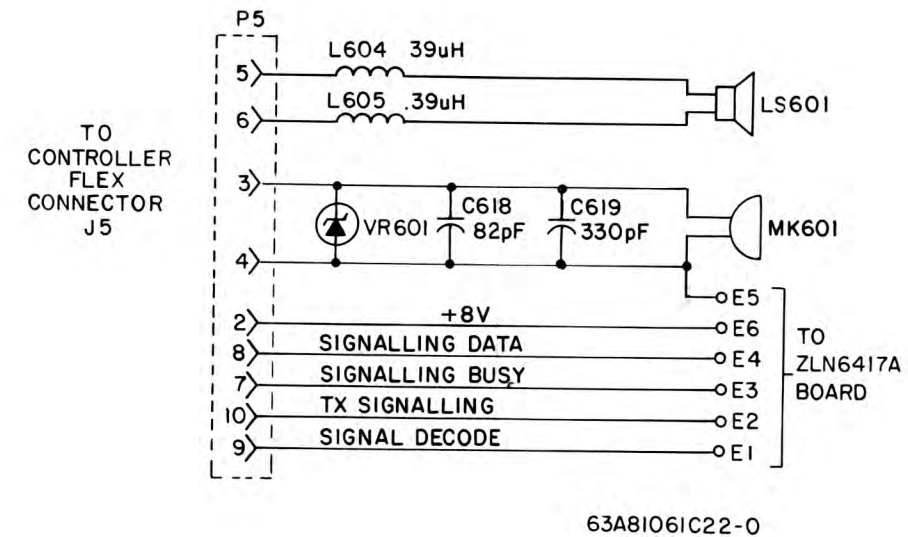 P5
L604 .39uH
5
LS601
L605 .39uH
6
TO
CONTROLLER
FLEX
CONNECTOR
J5
3
C618
82pF
C619
330pF
VR601
MK601
4
E5
2 +8V E6
8 SIGNALLING DATA E4
7 SIGNALLING BUSY E3
10 TX SIGNALLING E2
9 SIGNAL DECODE E1
TO
ZLN6417A
BOARD
63A81061C22-0